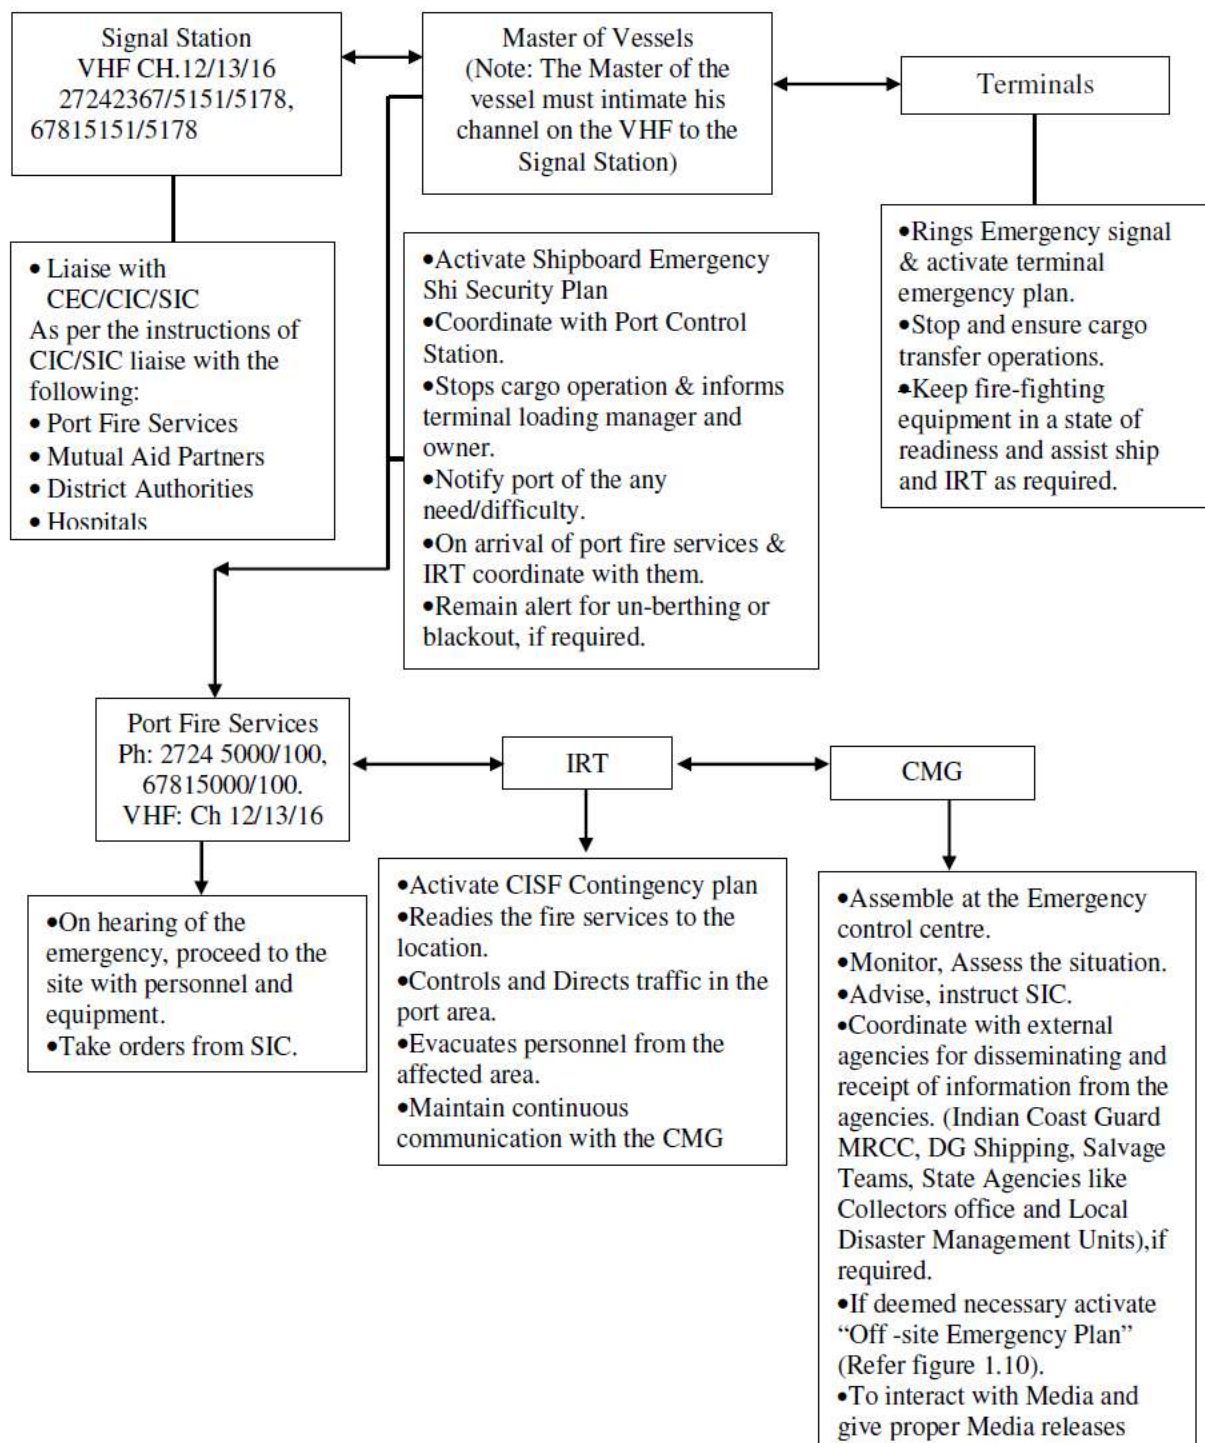 Signal Station
VHF CH.12/13/16
27242367/5151/5178,
67815151/5178
Master of Vessels
(Note: The Master of the
vessel must intimate his
channel on the VHF to the
Signal Station)
Terminals
• Liaise with
CEC/CIC/SIC
As per the instructions of
CIC/SIC liaise with the
following:
• Port Fire Services
• Mutual Aid Partners
• District Authorities
• Hospitals
•Activate Shipboard Emergency
Shi Security Plan
•Coordinate with Port Control
Station.
•Stops cargo operation & informs
terminal loading manager and
owner.
•Notify port of the any
need/difficulty.
•On arrival of port fire services &
IRT coordinate with them.
•Remain alert for un-berthing or
blackout, if required.
•Rings Emergency signal
& activate terminal
emergency plan.
•Stop and ensure cargo
transfer operations.
•Keep fire-fighting
equipment in a state of
readiness and assist ship
and IRT as required.
Port Fire Services
Ph: 2724 5000/100,
67815000/100.
VHF: Ch 12/13/16
IRT
CMG
•On hearing of the
emergency, proceed to the
site with personnel and
equipment.
•Take orders from SIC.
•Activate CISF Contingency plan
•Readies the fire services to the
location.
•Controls and Directs traffic in the
port area.
•Evacuates personnel from the
affected area.
•Maintain continuous
communication with the CMG
•Assemble at the Emergency
control centre.
•Monitor, Assess the situation.
•Advise, instruct SIC.
•Coordinate with external
agencies for disseminating and
receipt of information from the
agencies. (Indian Coast Guard
MRCC, DG Shipping, Salvage
Teams, State Agencies like
Collectors office and Local
Disaster Management Units),if
required.
•If deemed necessary activate
“Off -site Emergency Plan”
(Refer figure 1.10).
•To interact with Media and
give proper Media releases